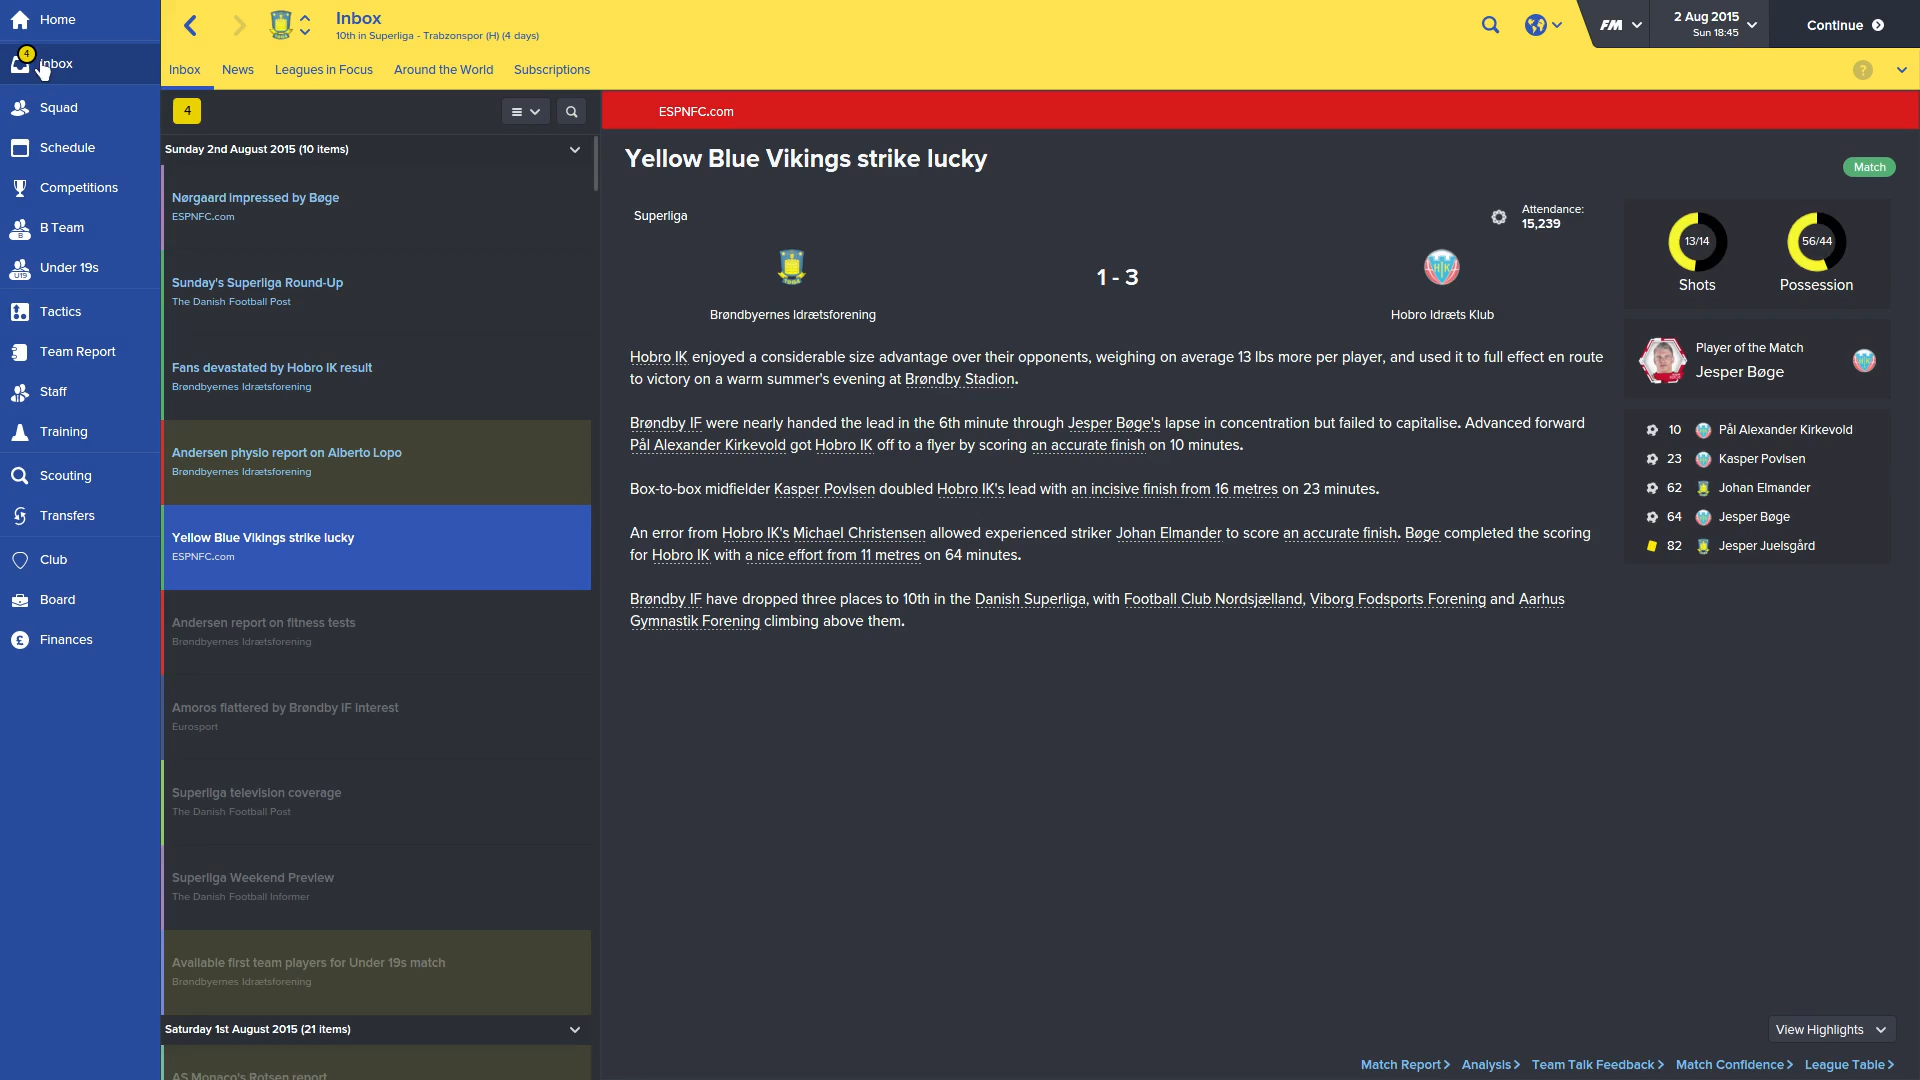 Home
4
Inbox
Squad
Schedule
Competitions
B
B Team
U19
Under 19s
Tactics
Team Report
Staff
Training
Scouting
Transfers
Club
Board
£
Finances
Inbox
10th in Superliga - Trabzonspor (H) (4 days)
FM
2 Aug 2015
Sun 18:45
Continue
Inbox
News
Leagues in Focus
Around the World
Subscriptions
?
4
Sunday 2nd August 2015 (10 items)
Nørgaard impressed by Bøge
ESPNFC.com
Sunday's Superliga Round-Up
The Danish Football Post
Fans devastated by Hobro IK result
Brøndbyernes Idrætsforening
Andersen physio report on Alberto Lopo
Brøndbyernes Idrætsforening
Yellow Blue Vikings strike lucky
ESPNFC.com
Andersen report on fitness tests
Brøndbyernes Idrætsforening
Amoros flattered by Brøndby IF interest
Eurosport
Superliga television coverage
The Danish Football Post
Superliga Weekend Preview
The Danish Football Informer
Available first team players for Under 19s match
Brøndbyernes Idrætsforening
Saturday 1st August 2015 (21 items)
AS Monaco's Rotsen report
ESPNFC.com
Yellow Blue Vikings strike lucky
Match
Superliga
Attendance:
15,239
1 - 3
Brøndbyernes Idrætsforening
Hobro Idræts Klub
Hobro IK enjoyed a considerable size advantage over their opponents, weighing on average 13 lbs more per player, and used it to full effect en route
to victory on a warm summer's evening at Brøndby Stadion.
Brøndby IF were nearly handed the lead in the 6th minute through Jesper Bøge's lapse in concentration but failed to capitalise. Advanced forward
Pål Alexander Kirkevold got Hobro IK off to a flyer by scoring an accurate finish on 10 minutes.
Box-to-box midfielder Kasper Povlsen doubled Hobro IK's lead with an incisive finish from 16 metres on 23 minutes.
An error from Hobro IK's Michael Christensen allowed experienced striker Johan Elmander to score an accurate finish. Bøge completed the scoring
for Hobro IK with a nice effort from 11 metres on 64 minutes.
Brøndby IF have dropped three places to 10th in the Danish Superliga, with Football Club Nordsjælland, Viborg Fodsports Forening and Aarhus
Gymnastik Forening climbing above them.
13/14
Shots
56/44
Possession
Player of the Match
Jesper Bøge
10 Pål Alexander Kirkevold
23 Kasper Povlsen
62 Johan Elmander
64 Jesper Bøge
82 Jesper Juelsgård
View Highlights
Match Report
Analysis
Team Talk Feedback
Match Confidence
League Table